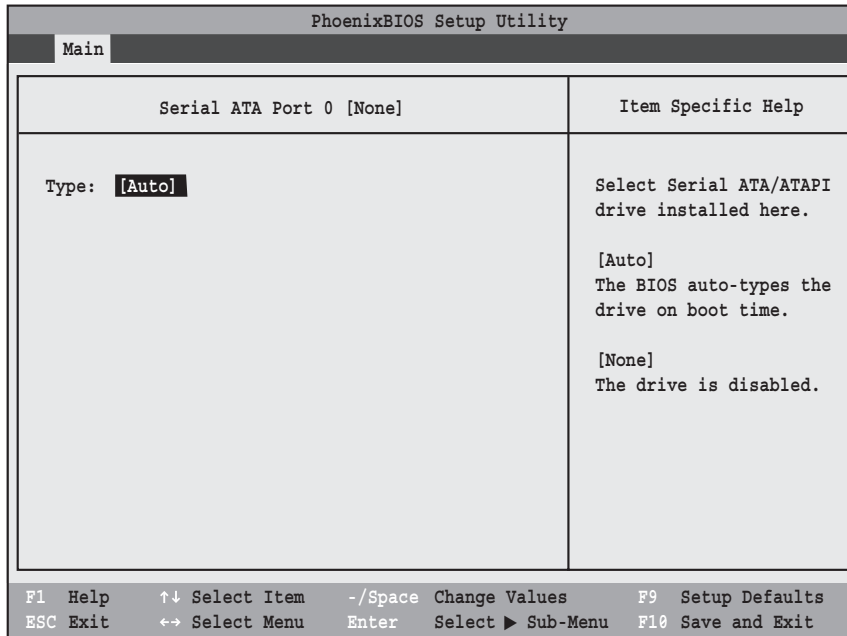 PhoenixBIOS Setup Utility
Main
Serial ATA Port 0 [None]
Item Specific Help
Type: [Auto]
Select Serial ATA/ATAPI
drive installed here.
[Auto]
The BIOS auto-types the
drive on boot time.
[None]
The drive is disabled.
F1 Help ↑↓ Select Item -/Space Change Values F9 Setup Defaults
ESC Exit ←→ Select Menu Enter Select ▶ Sub-Menu F10 Save and Exit